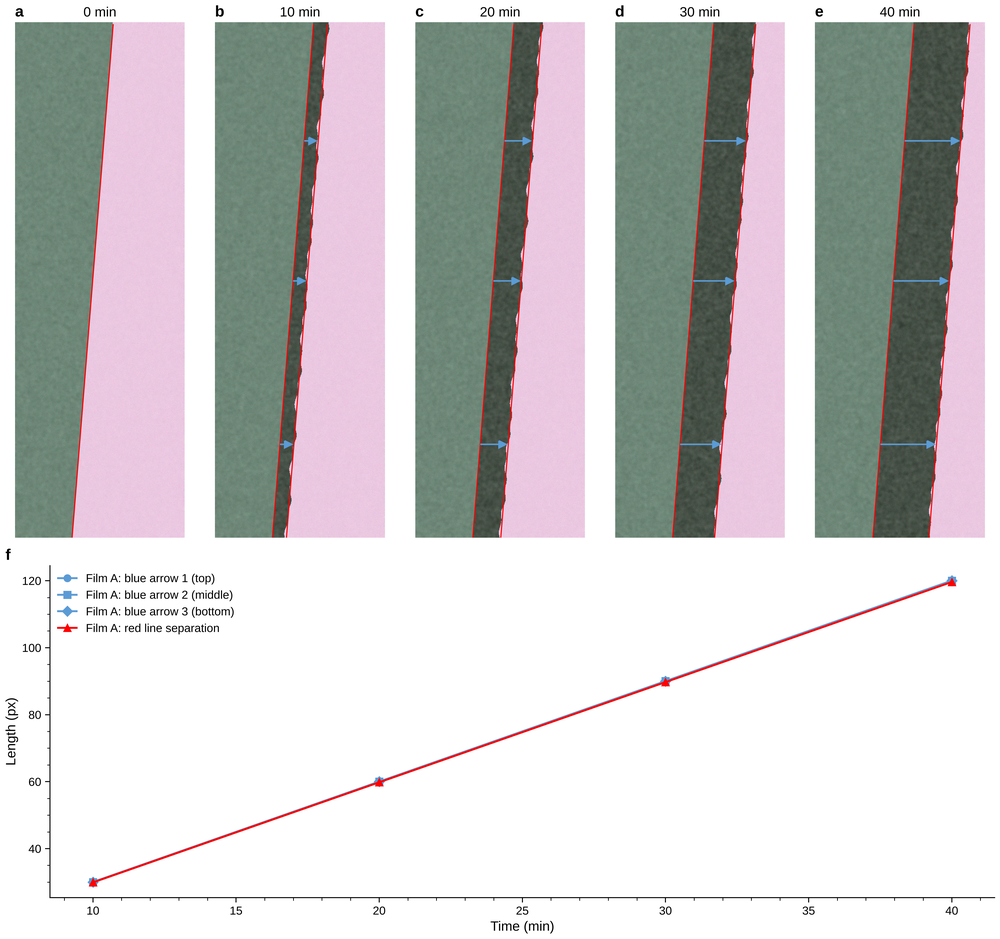 a 0 min b 10 min c 20 min d 30 min e 40 min
f
Film A: blue arrow 1 (top)
Film A: blue arrow 2 (middle)
Film A: blue arrow 3 (bottom)
Film A: red line separation
Length (px)
120
100
80
60
40
10 15 20 25 30 35 40
Time (min)